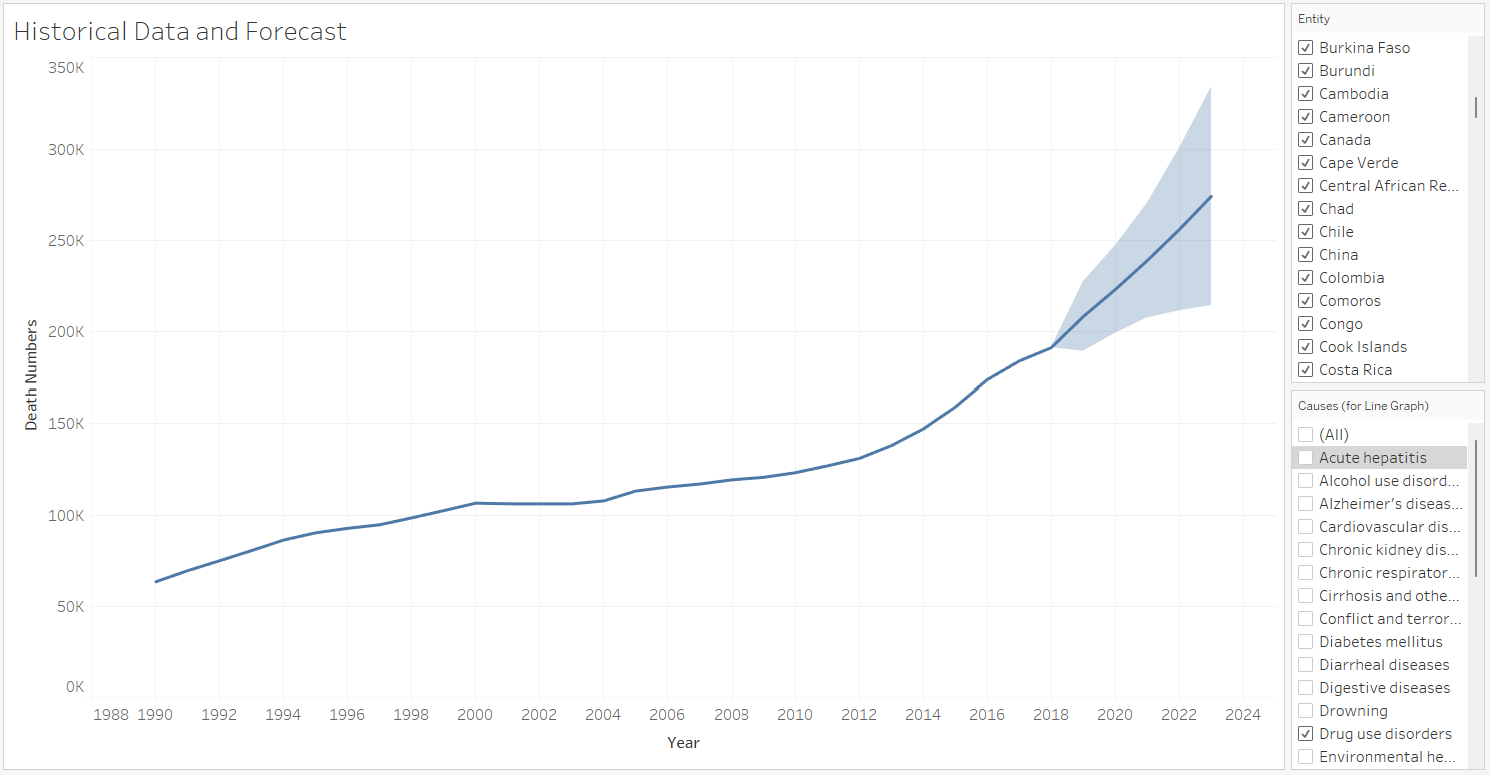 Historical Data and Forecast
350K
300K
250K
200K
150K
100K
50K
0K
Death Numbers
1988 1990 1992 1994 1996 1998 2000 2002 2004 2006 2008 2010 2012 2014 2016 2018 2020 2022 2024
Year
Entity
Burkina Faso
Burundi
Cambodia
Cameroon
Canada
Cape Verde
Central African Re...
Chad
Chile
China
Colombia
Comoros
Congo
Cook Islands
Costa Rica
Causes (for Line Graph)
(All)
Acute hepatitis
Alcohol use disord...
Alzheimer's diseas...
Cardiovascular dis...
Chronic kidney dis...
Chronic respirator...
Cirrhosis and othe...
Conflict and terror...
Diabetes mellitus
Diarrheal diseases
Digestive diseases
Drowning
Drug use disorders
Environmental he...